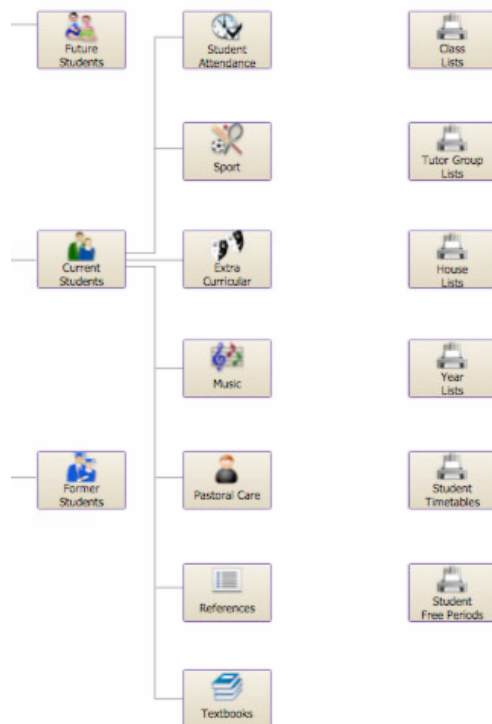 Future
Students
Student
Attendance
Class
Lists
Sport
Tutor Group
Lists
Current
Students
Extra
Curricular
House
Lists
Music
Year
Lists
Former
Students
Pastoral Care
Student
Timetables
References
Student
Free Periods
Textbooks